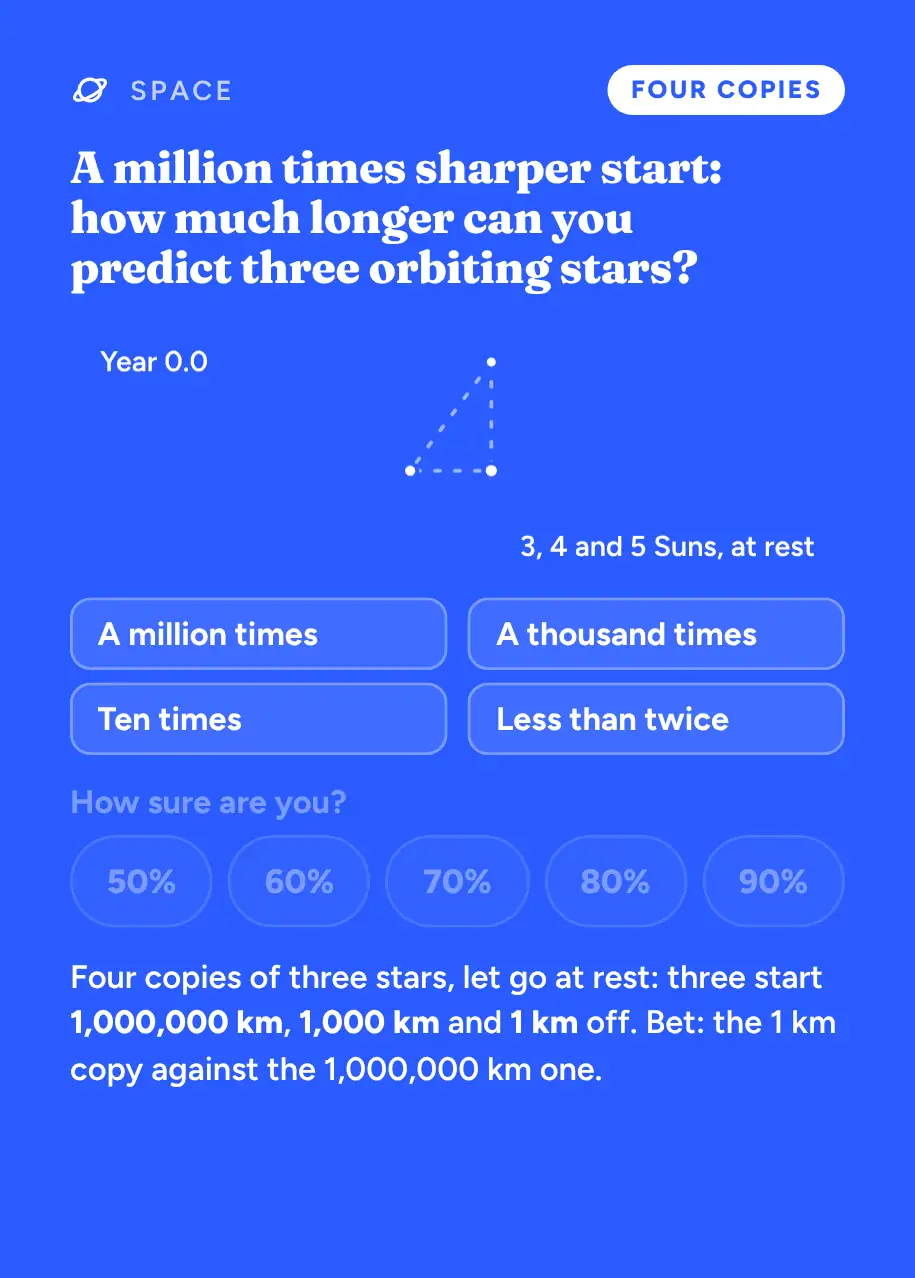 SPACE
FOUR COPIES
A million times sharper start:
how much longer can you
predict three orbiting stars?
Year 0.0
3, 4 and 5 Suns, at rest
A million times
A thousand times
Ten times
Less than twice
How sure are you?
50%
60%
70%
80%
90%
Four copies of three stars, let go at rest: three start
1,000,000 km, 1,000 km and 1 km off. Bet: the 1 km
copy against the 1,000,000 km one.